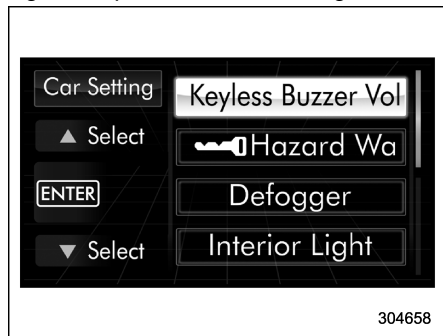 Car Setting
Keyless Buzzer Vol
▲ Select
Hazard Wa
ENTER
Defogger
▼ Select
Interior Light
304658